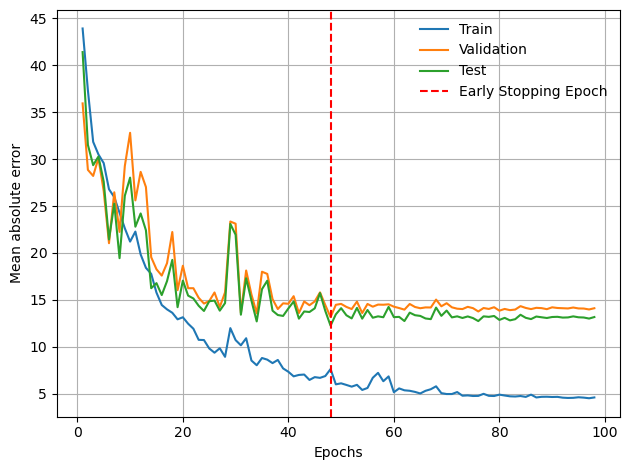 45
40
35
30
25
20
15
10
5
Mean absolute error
Train
Validation
Test
Early Stopping Epoch
0 20 40 60 80 100
Epochs